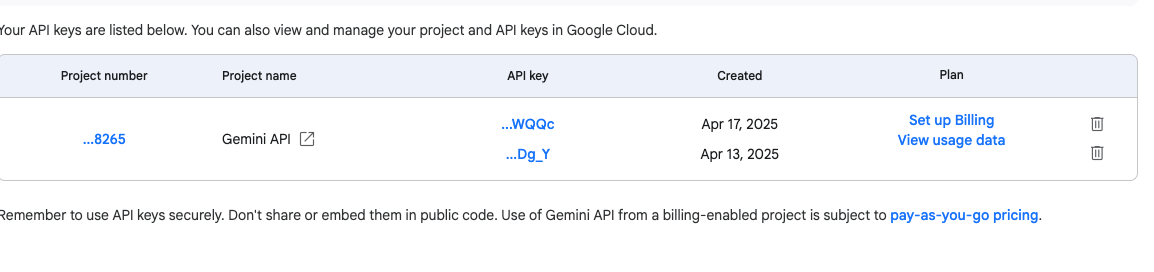 Your API keys are listed below. You can also view and manage your project and API keys in Google Cloud.
Project number Project name API key Created Plan
...8265 Gemini API ...WQQc Apr 17, 2025 Set up Billing
View usage data
...Dg_Y Apr 13, 2025
Remember to use API keys securely. Don't share or embed them in public code. Use of Gemini API from a billing-enabled project is subject to pay-as-you-go pricing.